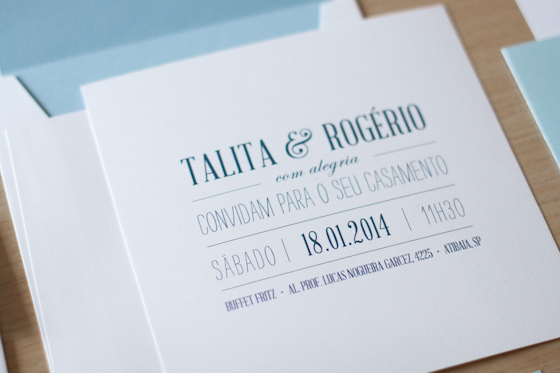 TALITA & ROGÉRIO
com alegria
CONVIDAM PARA O SEU CASAMENTO
SÁBADO | 18.01.2014 | 11H30
BUFFET FRITZ • AL. PROF. LUCAS NOGUEIRA GARCEZ, 4225 • ATIBAIA, SP